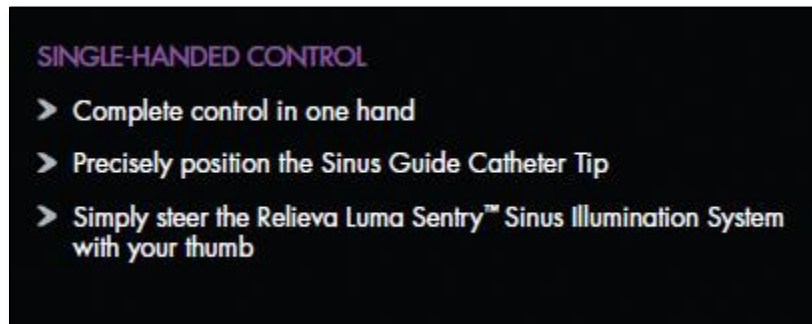 SINGLE-HANDED CONTROL
> Complete control in one hand
> Precisely position the Sinus Guide Catheter Tip
> Simply steer the Relieva Luma Sentry™ Sinus Illumination System
with your thumb